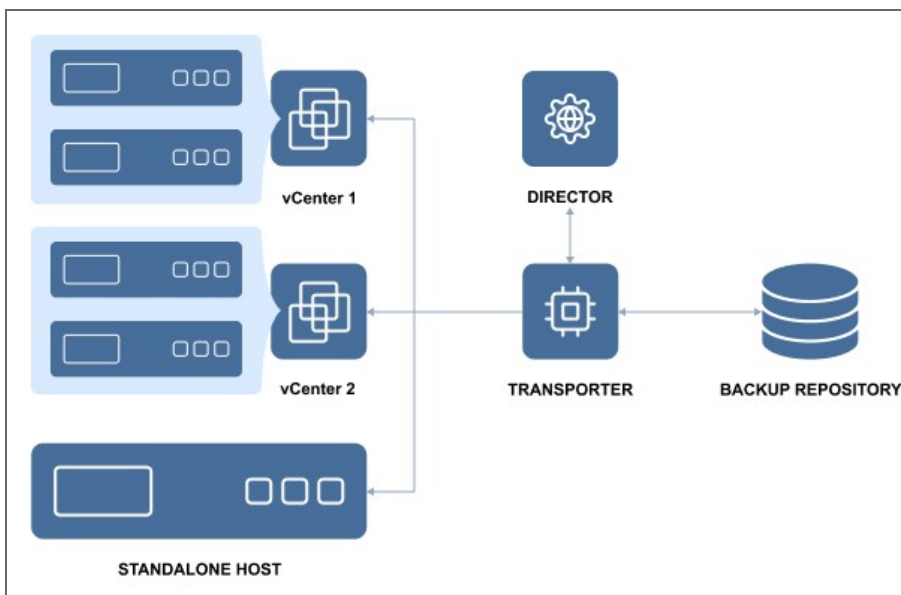 vCenter 1
DIRECTOR
vCenter 2
TRANSPORTER
BACKUP REPOSITORY
STANDALONE HOST